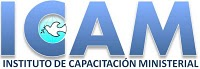 ICAM
INSTITUTO DE CAPACITACIÓN MINISTERIAL